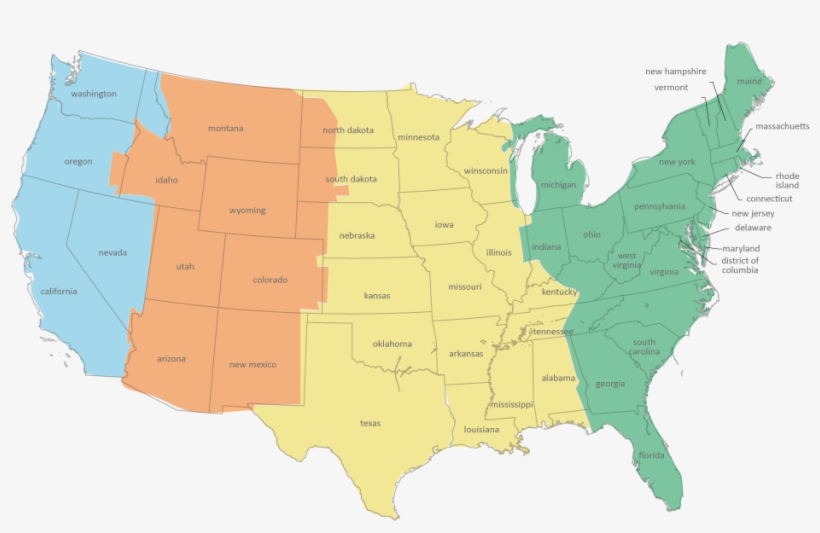 new hampshire
vermont
maine
washington
montana
north dakota
minnesota
massachuetts
oregon
idaho
south dakota
winsconsin
michigan
new york
rhode
island
connecticut
wyoming
pennsylvania
new jersey
nebraska
iowa
illinois
indiana
ohio
delaware
nevada
utah
colorado
west
virginia
virginia
maryland
district of
columbia
california
kansas
missouri
kentucky
tennessee
arizona
new mexico
oklahoma
arkansas
south
carolina
alabama
georgia
mississippi
texas
louisiana
florida